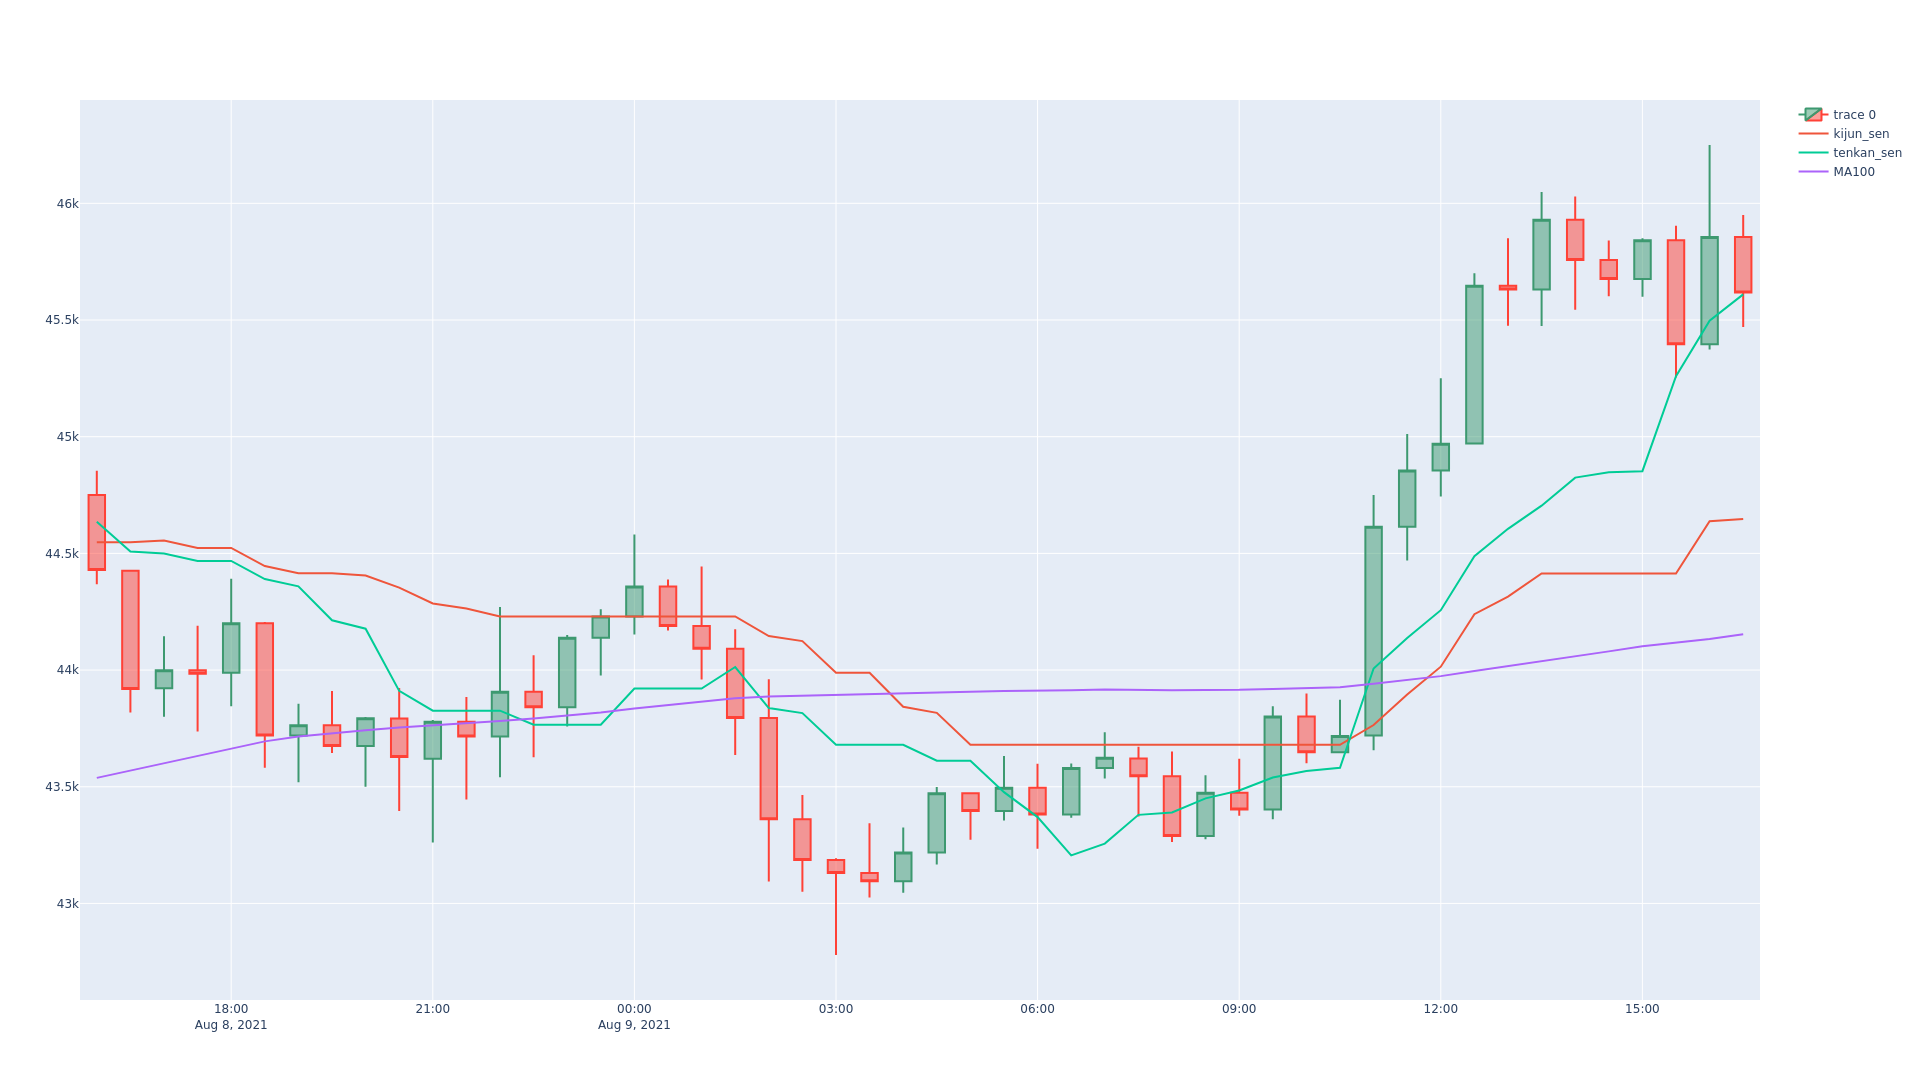 trace 0
kijun_sen
tenkan_sen
MA100
46k
45.5k
45k
44.5k
44k
43.5k
43k
18:00 21:00 00:00 03:00 06:00 09:00 12:00 15:00
Aug 8, 2021 Aug 9, 2021